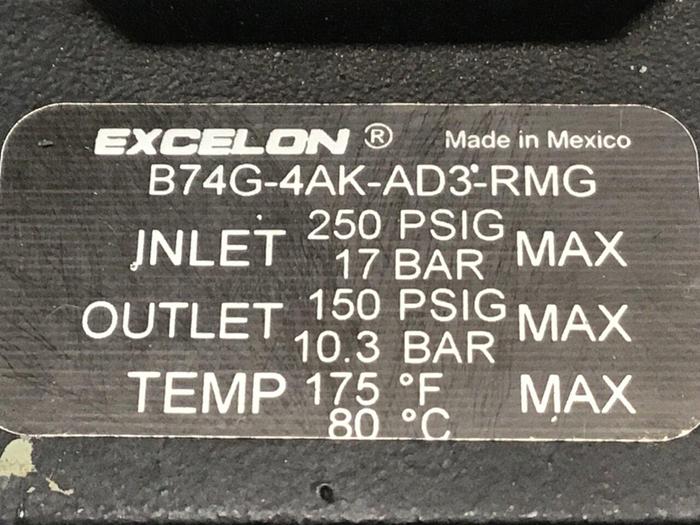 EXCELON® Made in Mexico
B74G-4AK-AD3-RMG
INLET 250 PSIG MAX
17 BAR
OUTLET 150 PSIG MAX
10.3 BAR
TEMP 175 °F MAX
80 °C